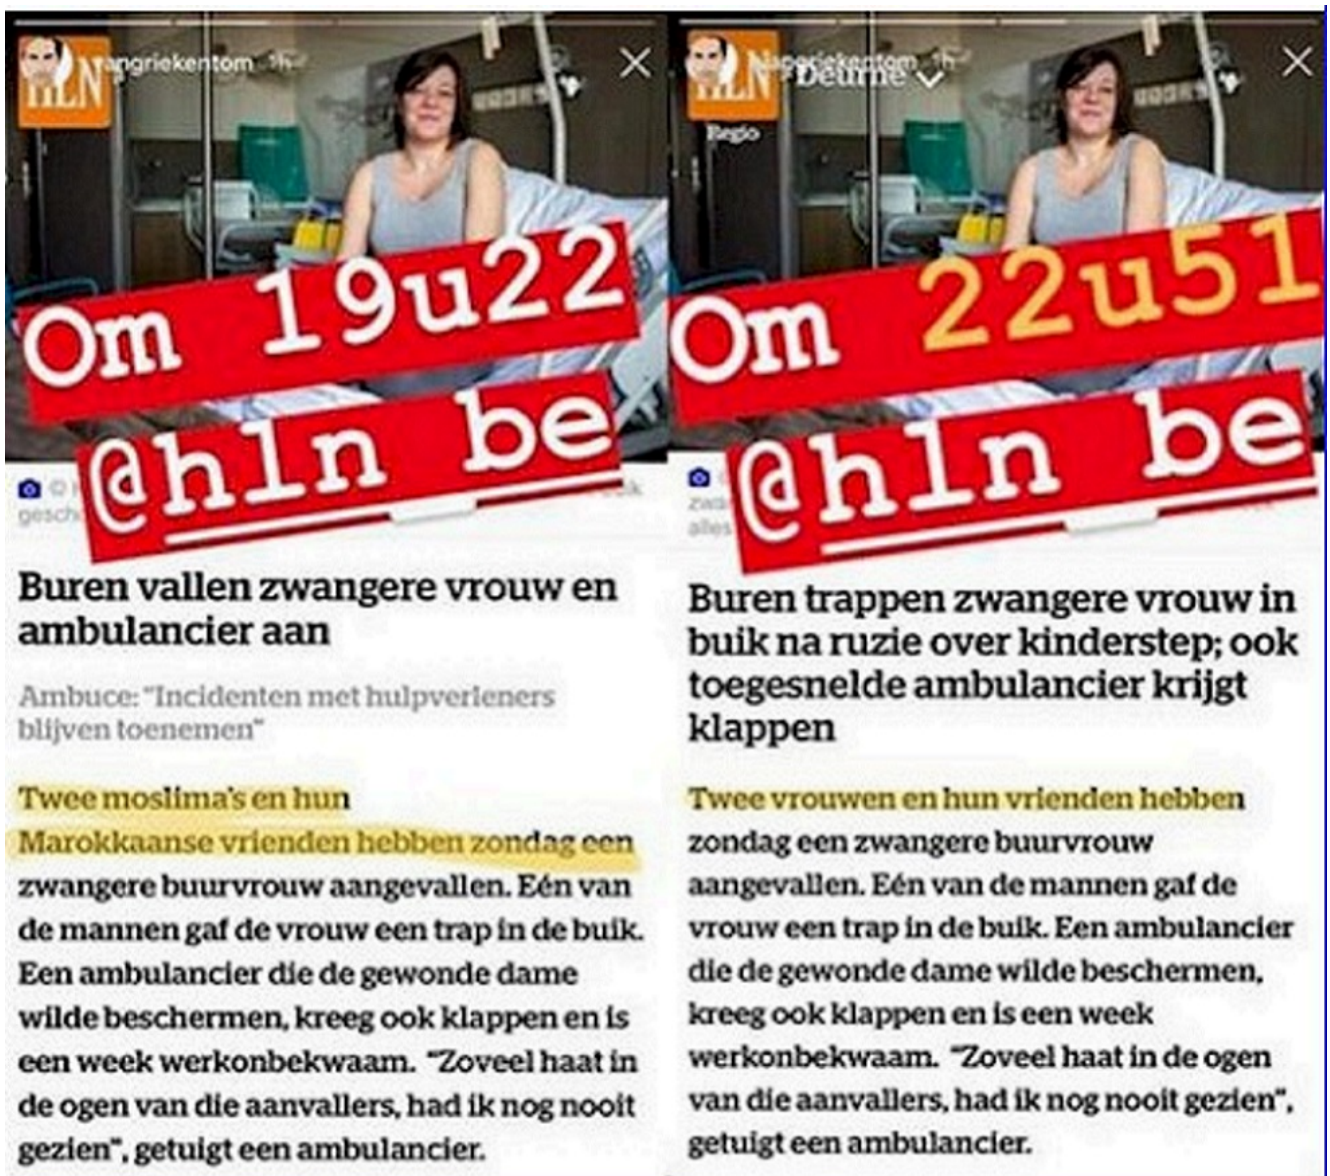 HLN
angriekentom 1h
Om 19u22
@hln be
gesch
Buren vallen zwangere vrouw en
ambulancier aan
Ambuce: "Incidenten met hulpverleners
blijven toenemen"
Twee moslima's en hun
Marokkaanse vrienden hebben zondag een
zwangere buurvrouw aangevallen. Eén van
de mannen gaf de vrouw een trap in de buik.
Een ambulancier die de gewonde dame
wilde beschermen, kreeg ook klappen en is
een week werkonbekwaam. "Zoveel haat in
de ogen van die aanvallers, had ik nog nooit
gezien", getuigt een ambulancier.
HLN
angriekentom 1h
Deurne
Regio
Om 22u51
@hln be
zwa
alles
Buren trappen zwangere vrouw in
buik na ruzie over kinderstep; ook
toegesnelde ambulancier krijgt
klappen
Twee vrouwen en hun vrienden hebben
zondag een zwangere buurvrouw
aangevallen. Eén van de mannen gaf de
vrouw een trap in de buik. Een ambulancier
die de gewonde dame wilde beschermen,
kreeg ook klappen en is een week
werkonbekwaam. "Zoveel haat in de ogen
van die aanvallers, had ik nog nooit gezien",
getuigt een ambulancier.